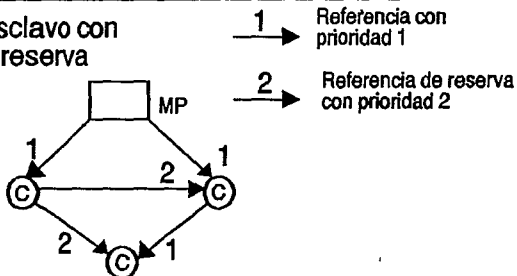 sclavo con
reserva
1 Referencia con
prioridad 1
2 Referencia de reserva
con prioridad 2
MP
1 1
2
C C
2 1
C